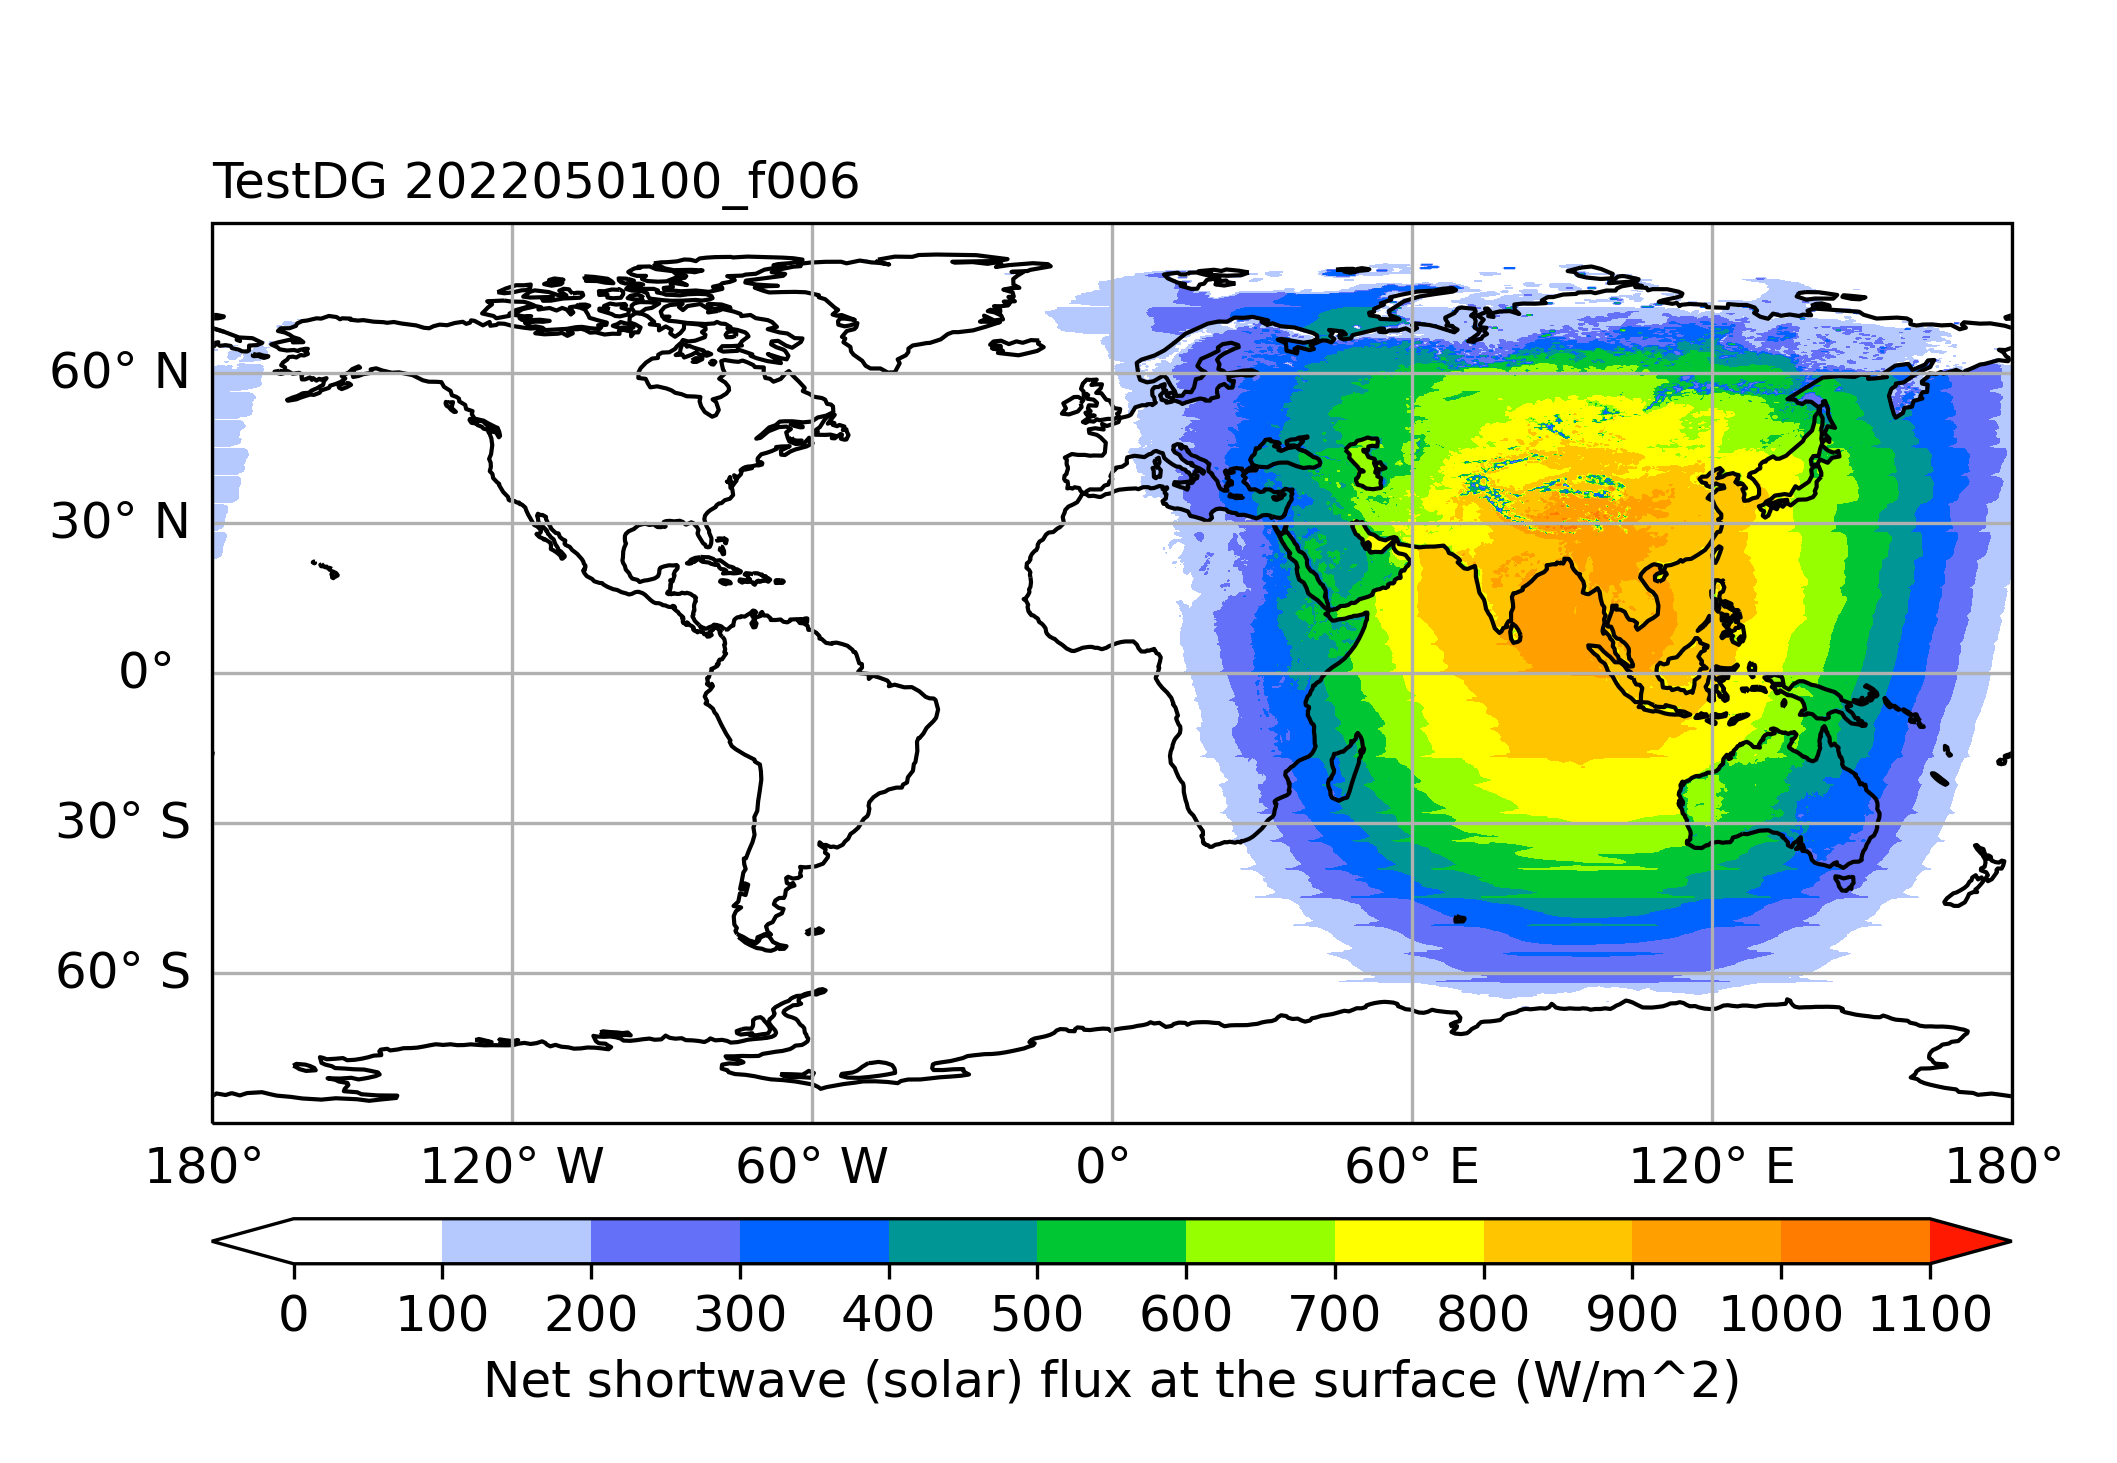 TestDG 2022050100_f006
60° N
30° N
0°
30° S
60° S
180° 120° W 60° W 0° 60° E 120° E 180°
0 100 200 300 400 500 600 700 800 900 1000 1100
Net shortwave (solar) flux at the surface (W/m^2)